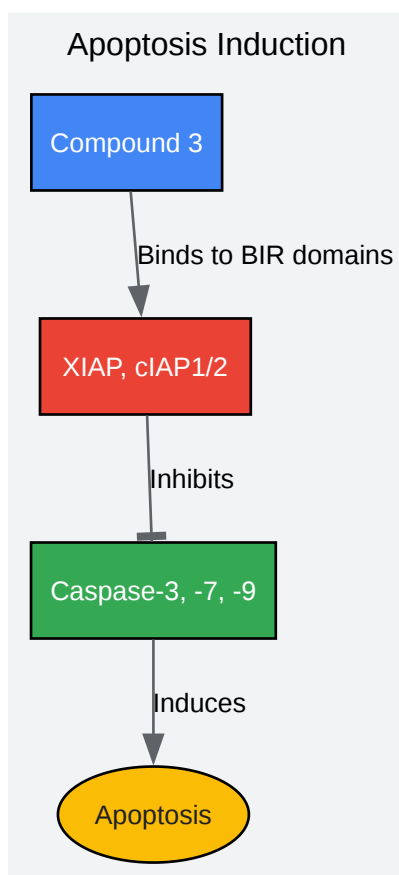 Apoptosis Induction
Compound 3
Binds to BIR domains
XIAP, cIAP1/2
Inhibits
Caspase-3, -7, -9
Induces
Apoptosis